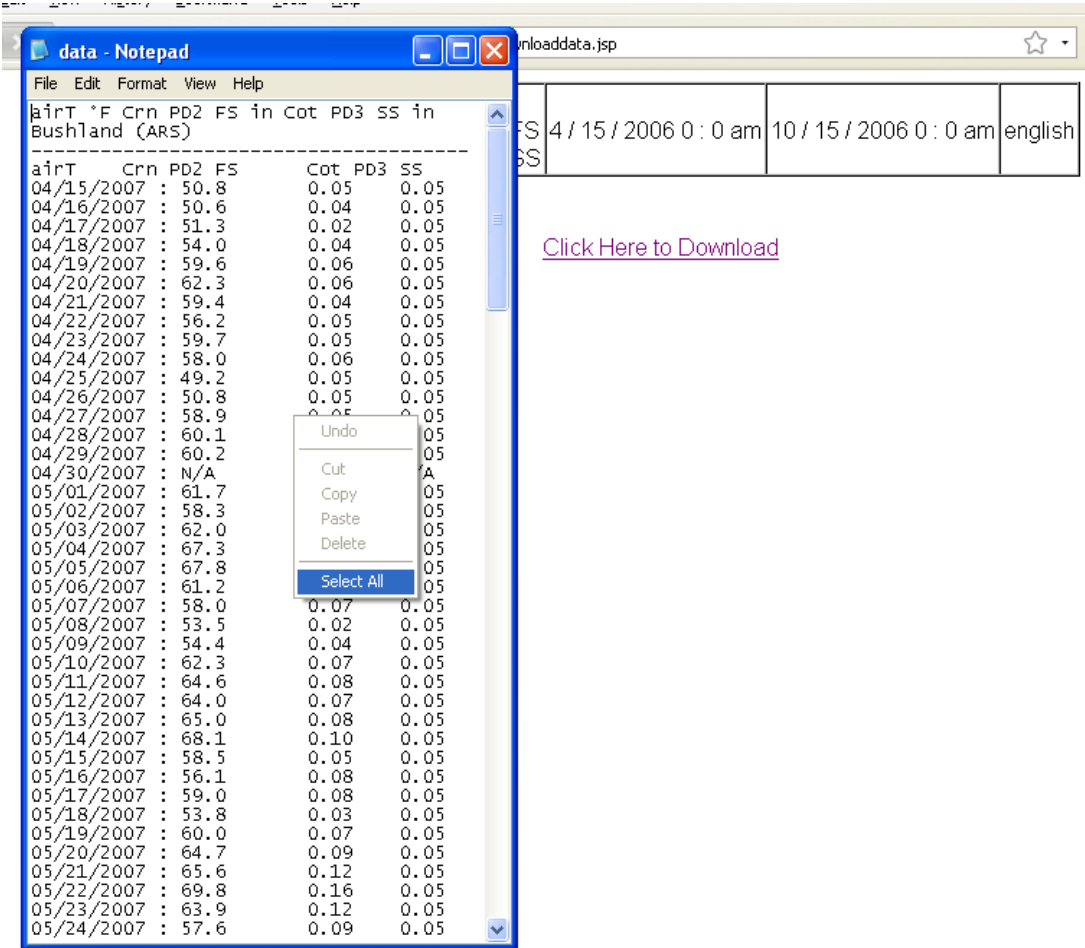 data - Notepad
nloaddata.jsp
File Edit Format View Help
airT °F Crn PD2 FS in Cot PD3 SS in
Bushland (ARS)
----------------------------------------
airT Crn PD2 FS Cot PD3 SS
04/15/2007 : 50.8 0.05 0.05
04/16/2007 : 50.6 0.04 0.05
04/17/2007 : 51.3 0.02 0.05
04/18/2007 : 54.0 0.04 0.05
04/19/2007 : 59.6 0.06 0.05
04/20/2007 : 62.3 0.06 0.05
04/21/2007 : 59.4 0.04 0.05
04/22/2007 : 56.2 0.05 0.05
04/23/2007 : 59.7 0.05 0.05
04/24/2007 : 58.0 0.06 0.05
04/25/2007 : 49.2 0.05 0.05
04/26/2007 : 50.8 0.05 0.05
04/27/2007 : 58.9 0.05 0.05
04/28/2007 : 60.1 05
04/29/2007 : 60.2 05
04/30/2007 : N/A /A
05/01/2007 : 61.7 05
05/02/2007 : 58.3 05
05/03/2007 : 62.0 05
05/04/2007 : 67.3 05
05/05/2007 : 67.8 05
05/06/2007 : 61.2 05
05/07/2007 : 58.0 0.07 0.05
05/08/2007 : 53.5 0.02 0.05
05/09/2007 : 54.4 0.04 0.05
05/10/2007 : 62.3 0.07 0.05
05/11/2007 : 64.6 0.08 0.05
05/12/2007 : 64.0 0.07 0.05
05/13/2007 : 65.0 0.08 0.05
05/14/2007 : 68.1 0.10 0.05
05/15/2007 : 58.5 0.05 0.05
05/16/2007 : 56.1 0.08 0.05
05/17/2007 : 59.0 0.08 0.05
05/18/2007 : 53.8 0.03 0.05
05/19/2007 : 60.0 0.07 0.05
05/20/2007 : 64.7 0.09 0.05
05/21/2007 : 65.6 0.12 0.05
05/22/2007 : 69.8 0.16 0.05
05/23/2007 : 63.9 0.12 0.05
05/24/2007 : 57.6 0.09 0.05
Undo
Cut
Copy
Paste
Delete
Select All
FS 4 / 15 / 2006 0 : 0 am 10 / 15 / 2006 0 : 0 am english
SS
Click Here to Download